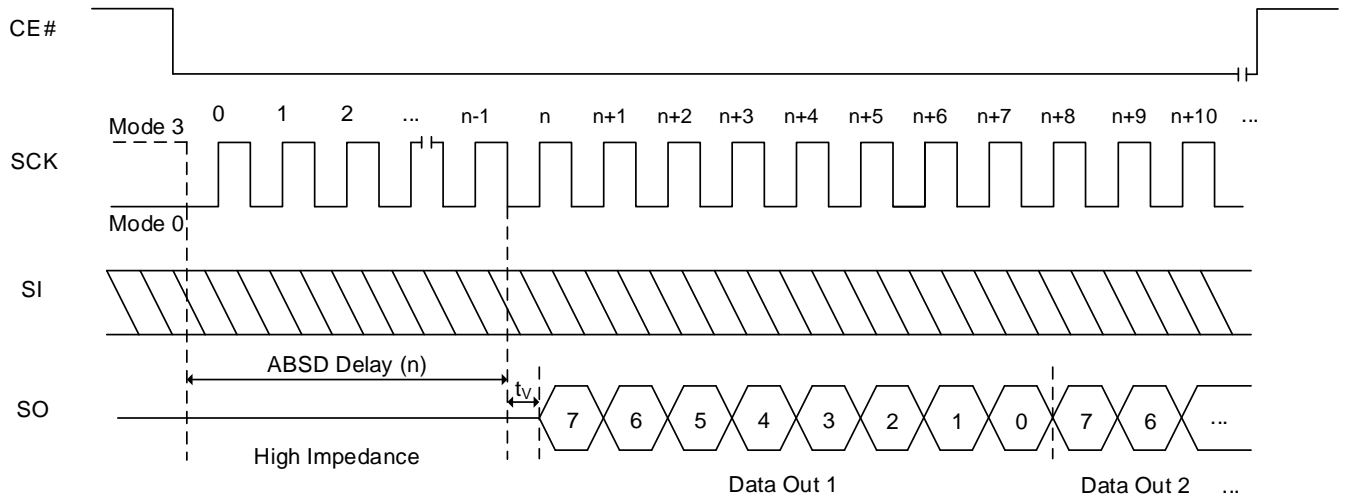 CE#
0 1 2 ... n-1 n n+1 n+2 n+3 n+4 n+5 n+6 n+7 n+8 n+9 n+10 ...
Mode 3
SCK
Mode 0
SI
ABSD Delay (n)
tV
SO
7 6 5 4 3 2 1 0 7 6 ...
High Impedance
Data Out 1 Data Out 2 ...